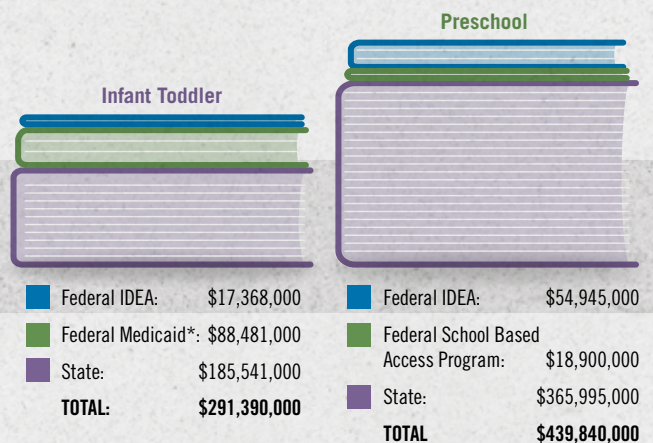 Infant Toddler
Federal IDEA: $17,368,000
Federal Medicaid*: $88,481,000
State: $185,541,000
TOTAL: $291,390,000
Preschool
Federal IDEA: $54,945,000
Federal School Based
Access Program: $18,900,000
State: $365,995,000
TOTAL $439,840,000